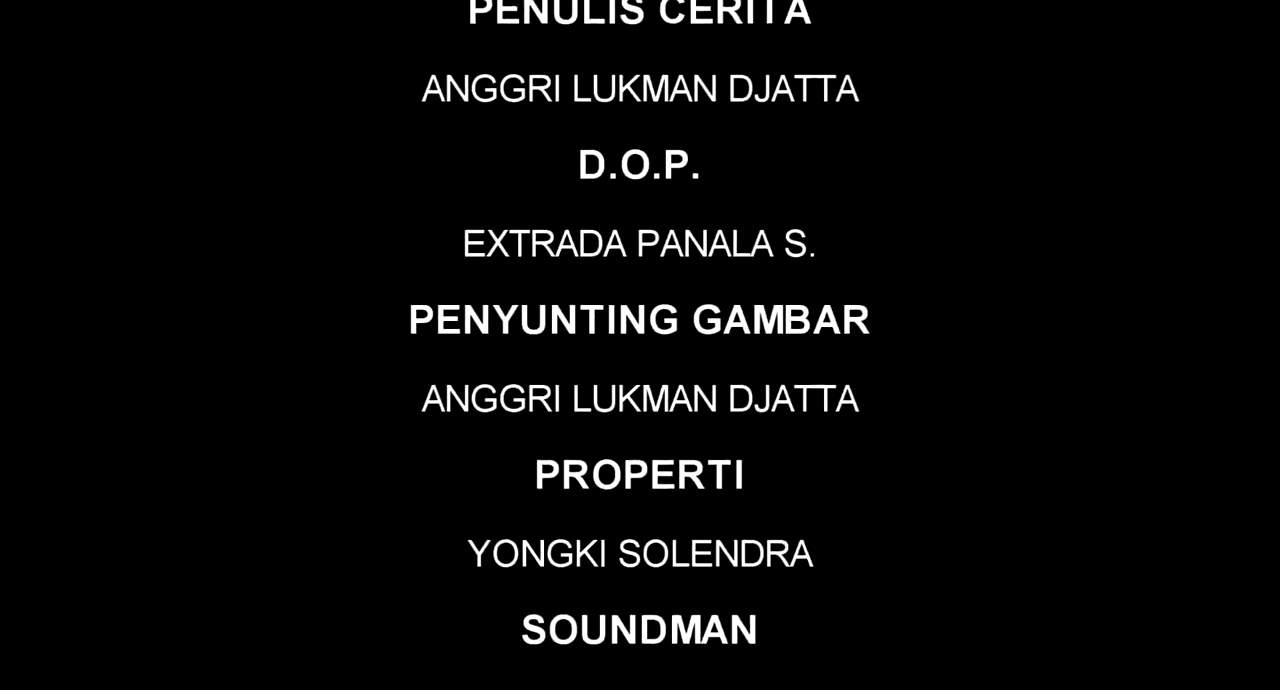 PENULIS CERITA
ANGGRI LUKMAN DJATTA
D.O.P.
EXTRADA PANALA S.
PENYUNTING GAMBAR
ANGGRI LUKMAN DJATTA
PROPERTI
YONGKI SOLENDRA
SOUNDMAN